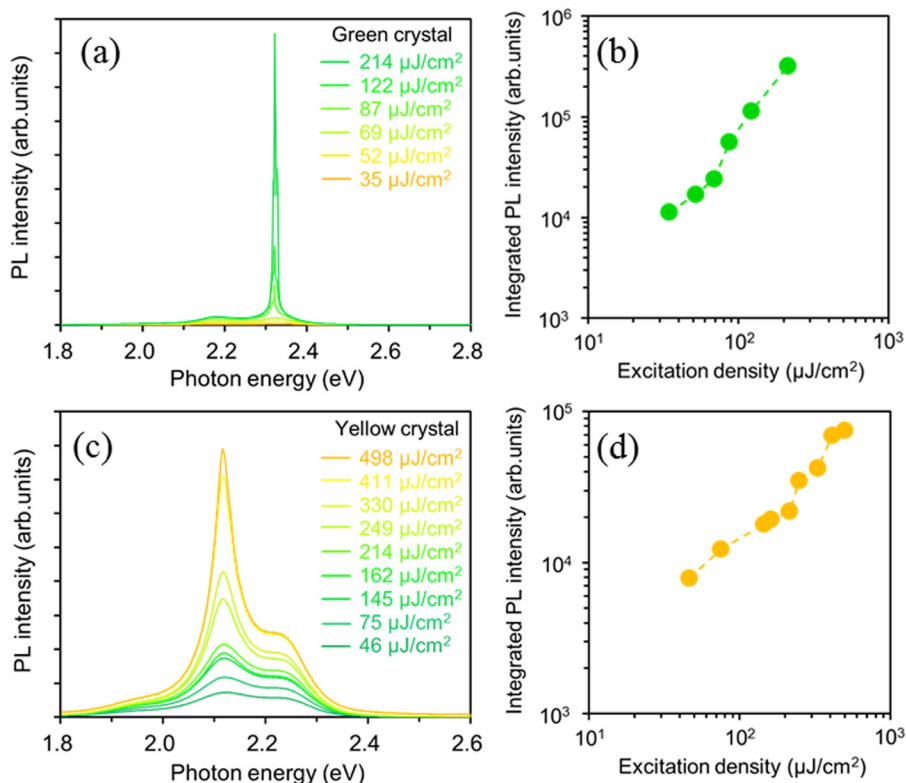 (a)
Green crystal
214 µJ/cm²
122 µJ/cm²
87 µJ/cm²
69 µJ/cm²
52 µJ/cm²
35 µJ/cm²
PL intensity (arb.units)
1.8 2.0 2.2 2.4 2.6 2.8
Photon energy (eV)
(b)
Integrated PL intensity (arb.units)
10⁶
10⁵
10⁴
10³
10¹ 10² 10³
Excitation density (µJ/cm²)
(c)
Yellow crystal
498 µJ/cm²
411 µJ/cm²
330 µJ/cm²
249 µJ/cm²
214 µJ/cm²
162 µJ/cm²
145 µJ/cm²
75 µJ/cm²
46 µJ/cm²
PL intensity (arb.units)
1.8 2.0 2.2 2.4 2.6
Photon energy (eV)
(d)
Integrated PL intensity (arb.units)
10⁵
10⁴
10³
10¹ 10² 10³
Excitation density (µJ/cm²)